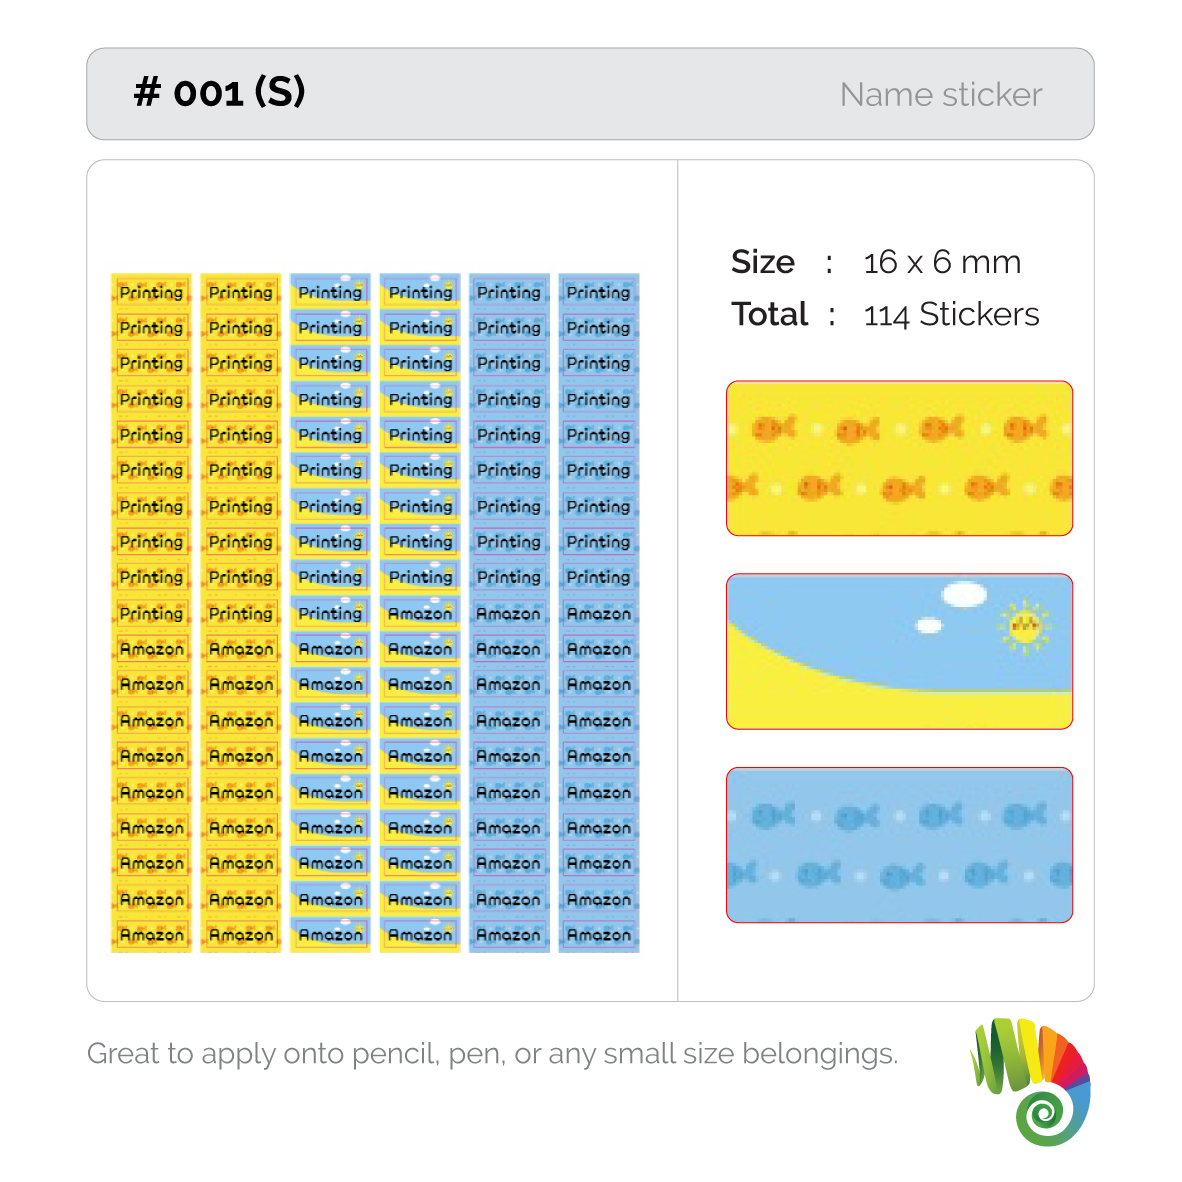 # 001 (S)
Name sticker
Printing Printing Printing Printing Printing Printing
Printing Printing Printing Printing Printing Printing
Printing Printing Printing Printing Printing Printing
Printing Printing Printing Printing Printing Printing
Printing Printing Printing Printing Printing Printing
Printing Printing Printing Printing Printing Printing
Printing Printing Printing Printing Printing Printing
Printing Printing Printing Printing Printing Printing
Printing Printing Printing Printing Printing Printing
Printing Printing Printing Amazon Amazon Amazon
Amazon Amazon Amazon Amazon Amazon Amazon
Amazon Amazon Amazon Amazon Amazon Amazon
Amazon Amazon Amazon Amazon Amazon Amazon
Amazon Amazon Amazon Amazon Amazon Amazon
Amazon Amazon Amazon Amazon Amazon Amazon
Amazon Amazon Amazon Amazon Amazon Amazon
Amazon Amazon Amazon Amazon Amazon Amazon
Amazon Amazon Amazon Amazon Amazon Amazon
Amazon Amazon Amazon Amazon Amazon Amazon
Size : 16 x 6 mm
Total : 114 Stickers
Great to apply onto pencil, pen, or any small size belongings.